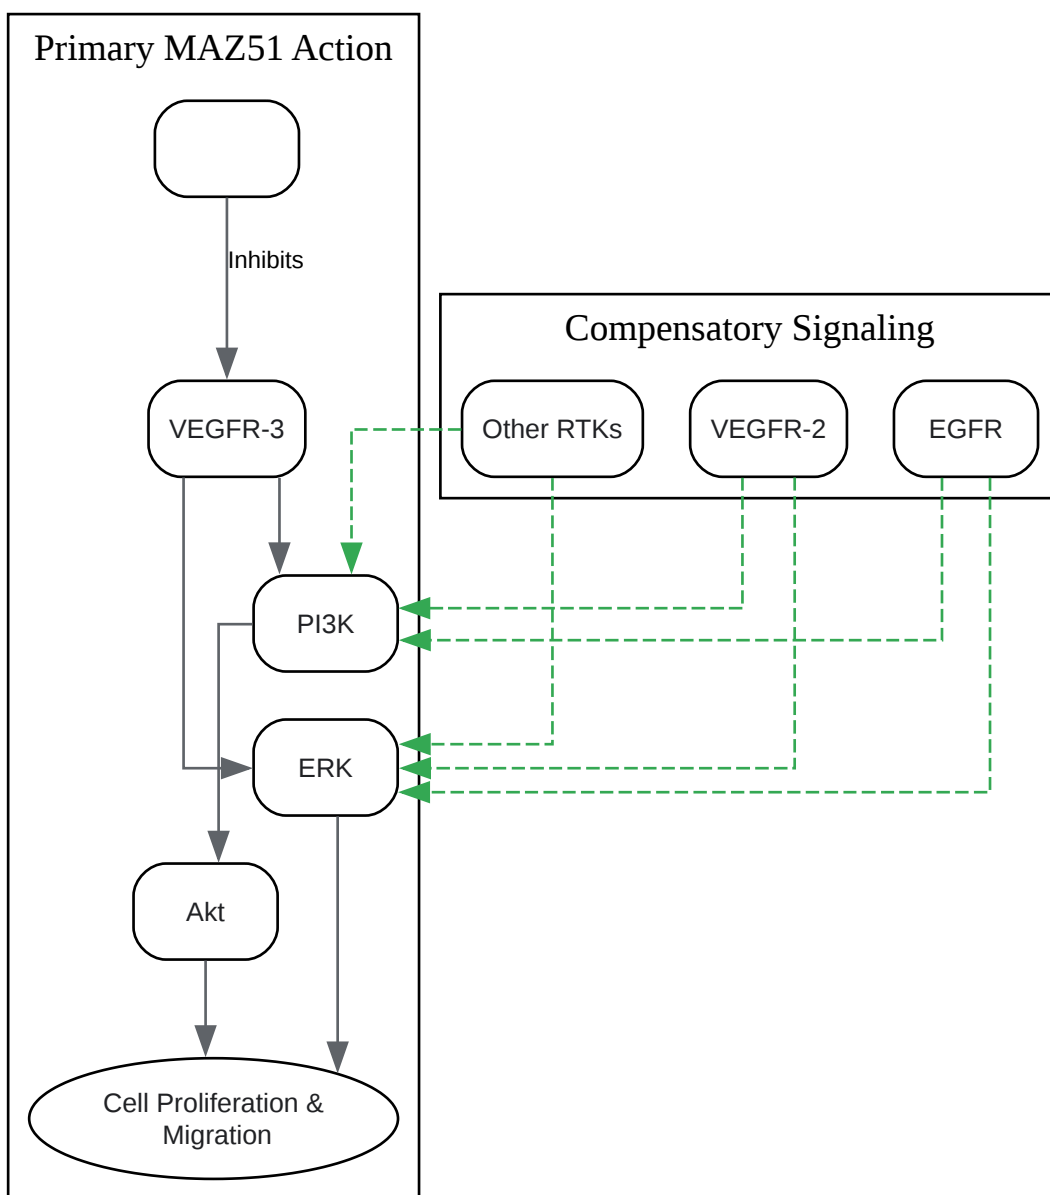 Primary MAZ51 Action
Inhibits
Compensatory Signaling
VEGFR-3
Other RTKs
VEGFR-2
EGFR
PI3K
ERK
Akt
Cell Proliferation &
Migration